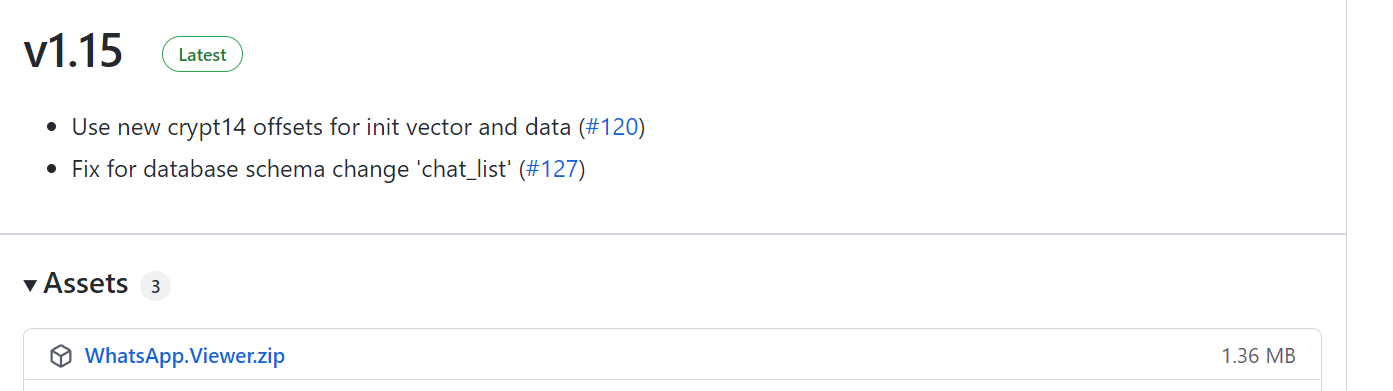 v1.15 Latest
Use new crypt14 offsets for init vector and data (#120)
Fix for database schema change 'chat_list' (#127)
Assets 3
WhatsApp.Viewer.zip 1.36 MB